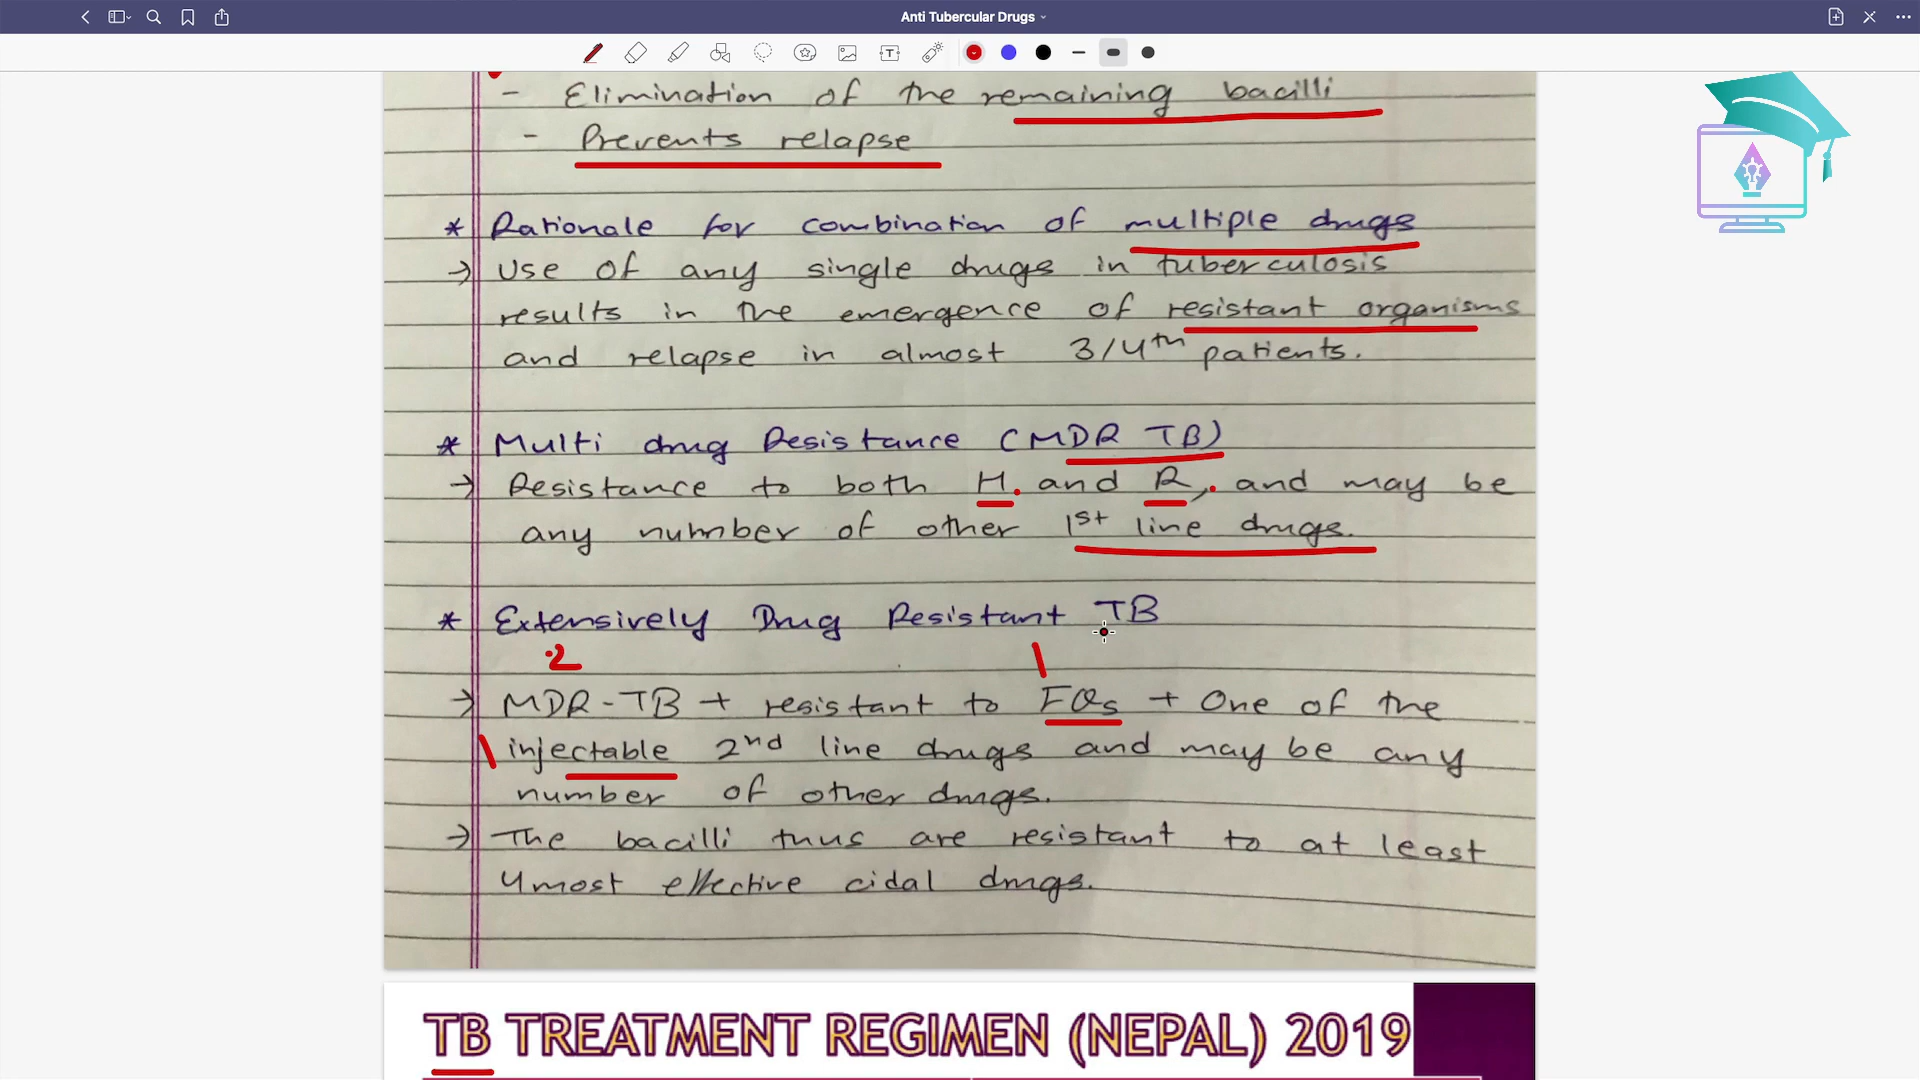 Anti Tubercular Drugs
- Elimination of the remaining bacilli
- Prevents relapse
* Rationale for combination of multiple drugs
→ Use of any single drugs in tuberculosis
results in the emergence of resistant organisms
and relapse in almost 3/4th patients.
* Multi drug Resistance (MDR TB)
→ Resistance to both H and R, and may be
any number of other 1st line drugs.
* Extensively Drug Resistant TB
2
→ MDR-TB + resistant to FQs + One of the
injectable 2nd line drugs and may be any
number of other drugs.
→ The bacilli thus are resistant to at least
4 most effective cidal drugs.
TB TREATMENT REGIMEN (NEPAL) 2019